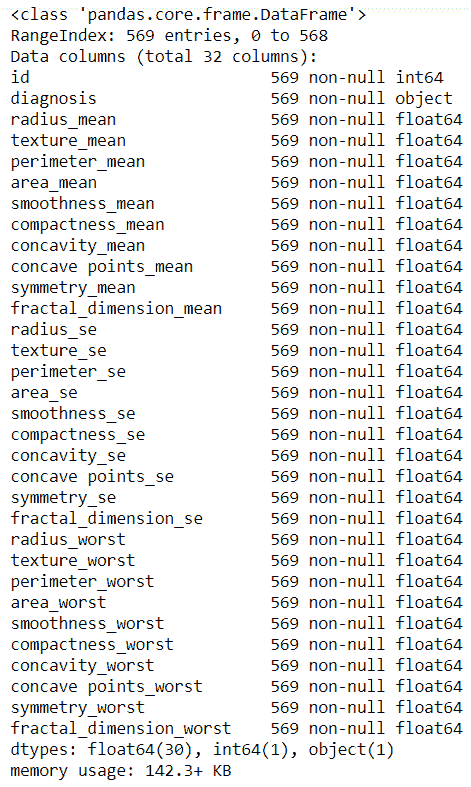 <class 'pandas.core.frame.DataFrame'>
RangeIndex: 569 entries, 0 to 568
Data columns (total 32 columns):
id                         569 non-null int64
diagnosis                  569 non-null object
radius_mean                569 non-null float64
texture_mean               569 non-null float64
perimeter_mean             569 non-null float64
area_mean                  569 non-null float64
smoothness_mean            569 non-null float64
compactness_mean           569 non-null float64
concavity_mean             569 non-null float64
concave points_mean        569 non-null float64
symmetry_mean              569 non-null float64
fractal_dimension_mean     569 non-null float64
radius_se                  569 non-null float64
texture_se                 569 non-null float64
perimeter_se               569 non-null float64
area_se                    569 non-null float64
smoothness_se              569 non-null float64
compactness_se             569 non-null float64
concavity_se               569 non-null float64
concave points_se          569 non-null float64
symmetry_se                569 non-null float64
fractal_dimension_se       569 non-null float64
radius_worst               569 non-null float64
texture_worst              569 non-null float64
perimeter_worst            569 non-null float64
area_worst                 569 non-null float64
smoothness_worst           569 non-null float64
compactness_worst          569 non-null float64
concavity_worst            569 non-null float64
concave points_worst       569 non-null float64
symmetry_worst             569 non-null float64
fractal_dimension_worst    569 non-null float64
dtypes: float64(30), int64(1), object(1)
memory usage: 142.3+ KB